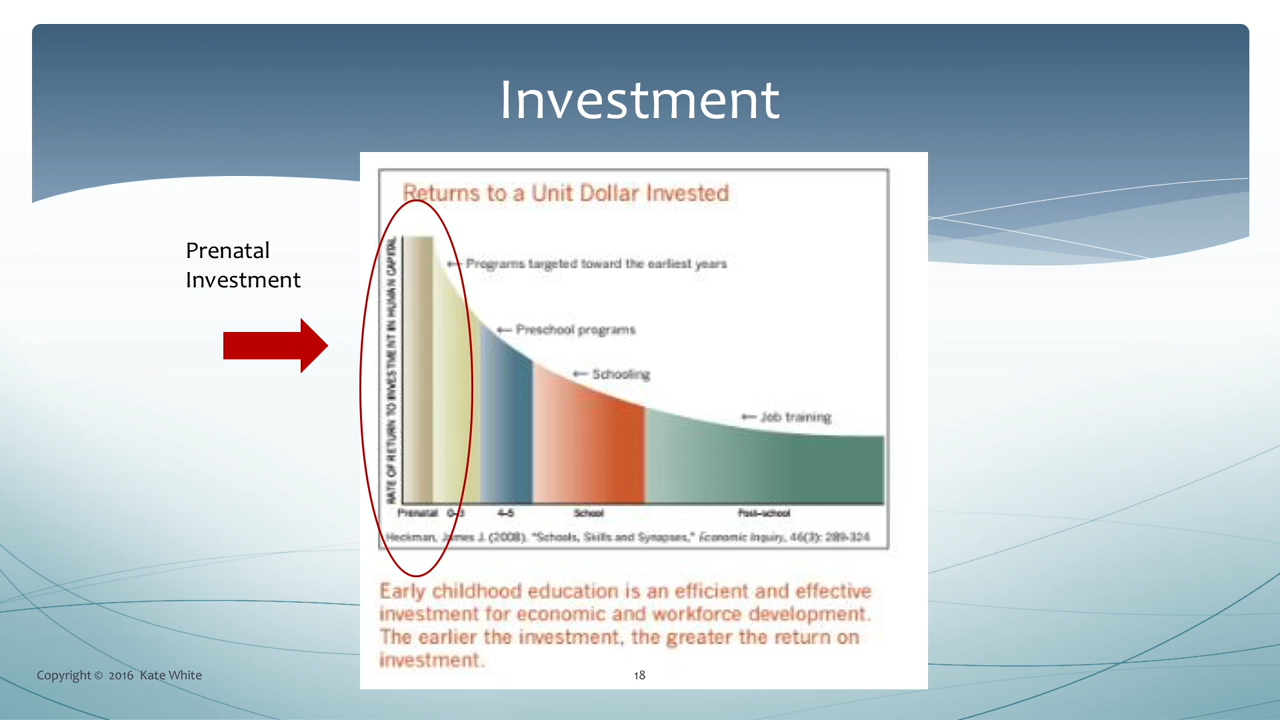 Investment
Prenatal
Investment
Returns to a Unit Dollar Invested
RATE OF RETURN TO INVESTMENT IN HUMAN CAPITAL
← Programs targeted toward the earliest years
← Preschool programs
← Schooling
← Job training
Prenatal 0-3 4-5 School Post-school
Heckman, James J. (2008). "Schools, Skills and Synapses," Economic Inquiry, 46(3): 289-324
Early childhood education is an efficient and effective
investment for economic and workforce development.
The earlier the investment, the greater the return on
investment.
Copyright © 2016 Kate White
18